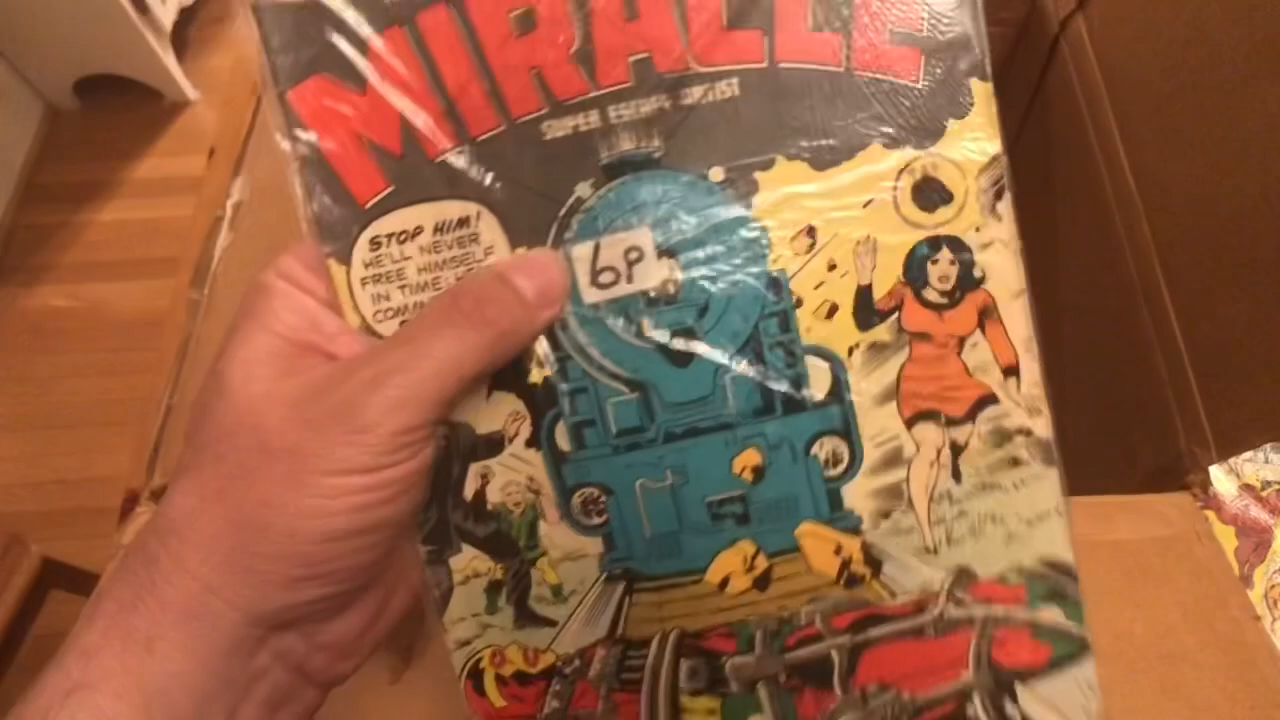 MIRACLE
SUPER ESCAPE ARTIST
STOP HIM!
HE'LL NEVER
FREE HIMSELF
IN TIME
6p